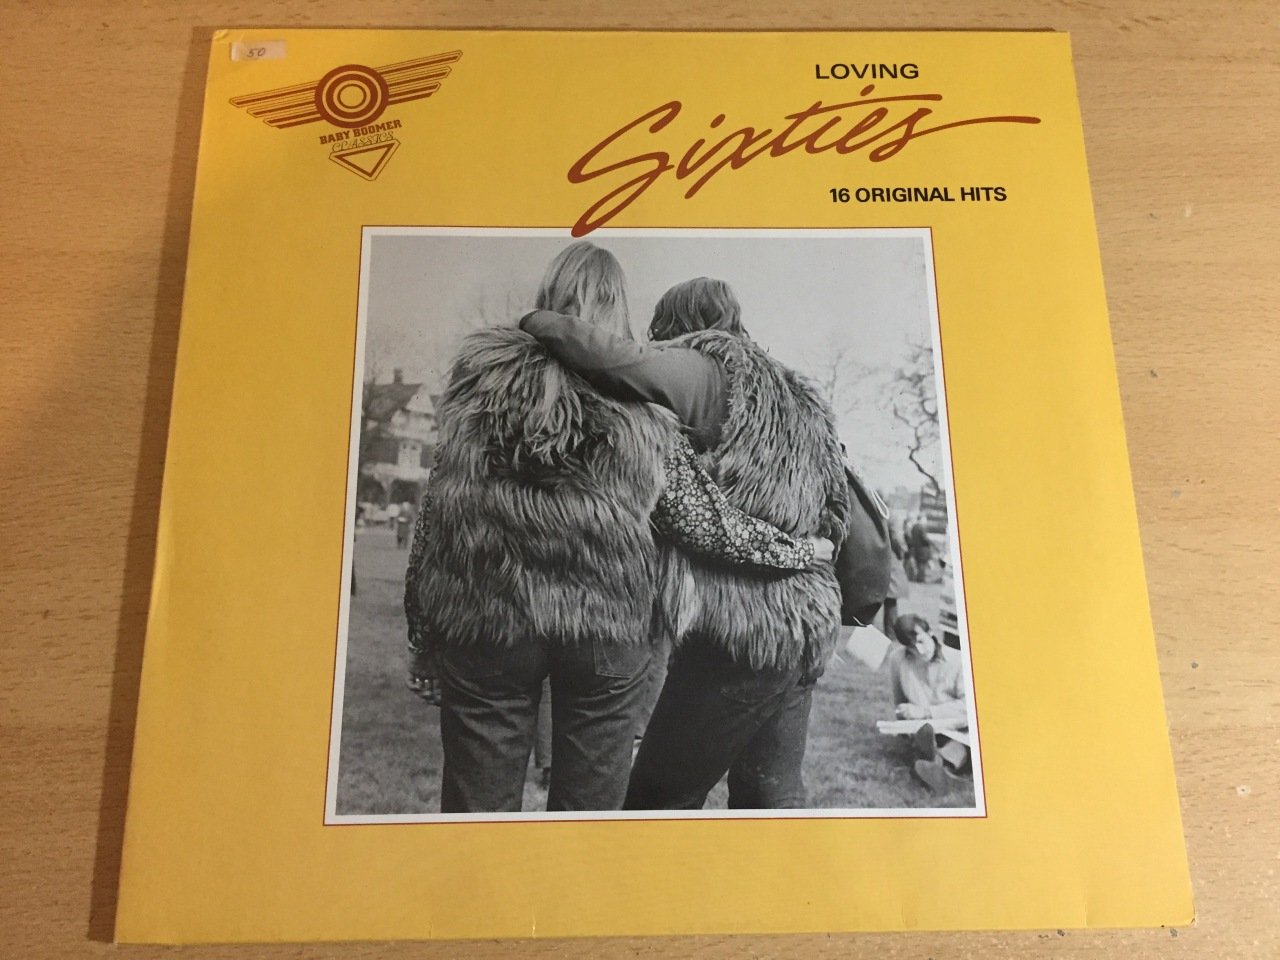 50
BABY BOOMER
CLASSICS
LOVING
Sixties
16 ORIGINAL HITS